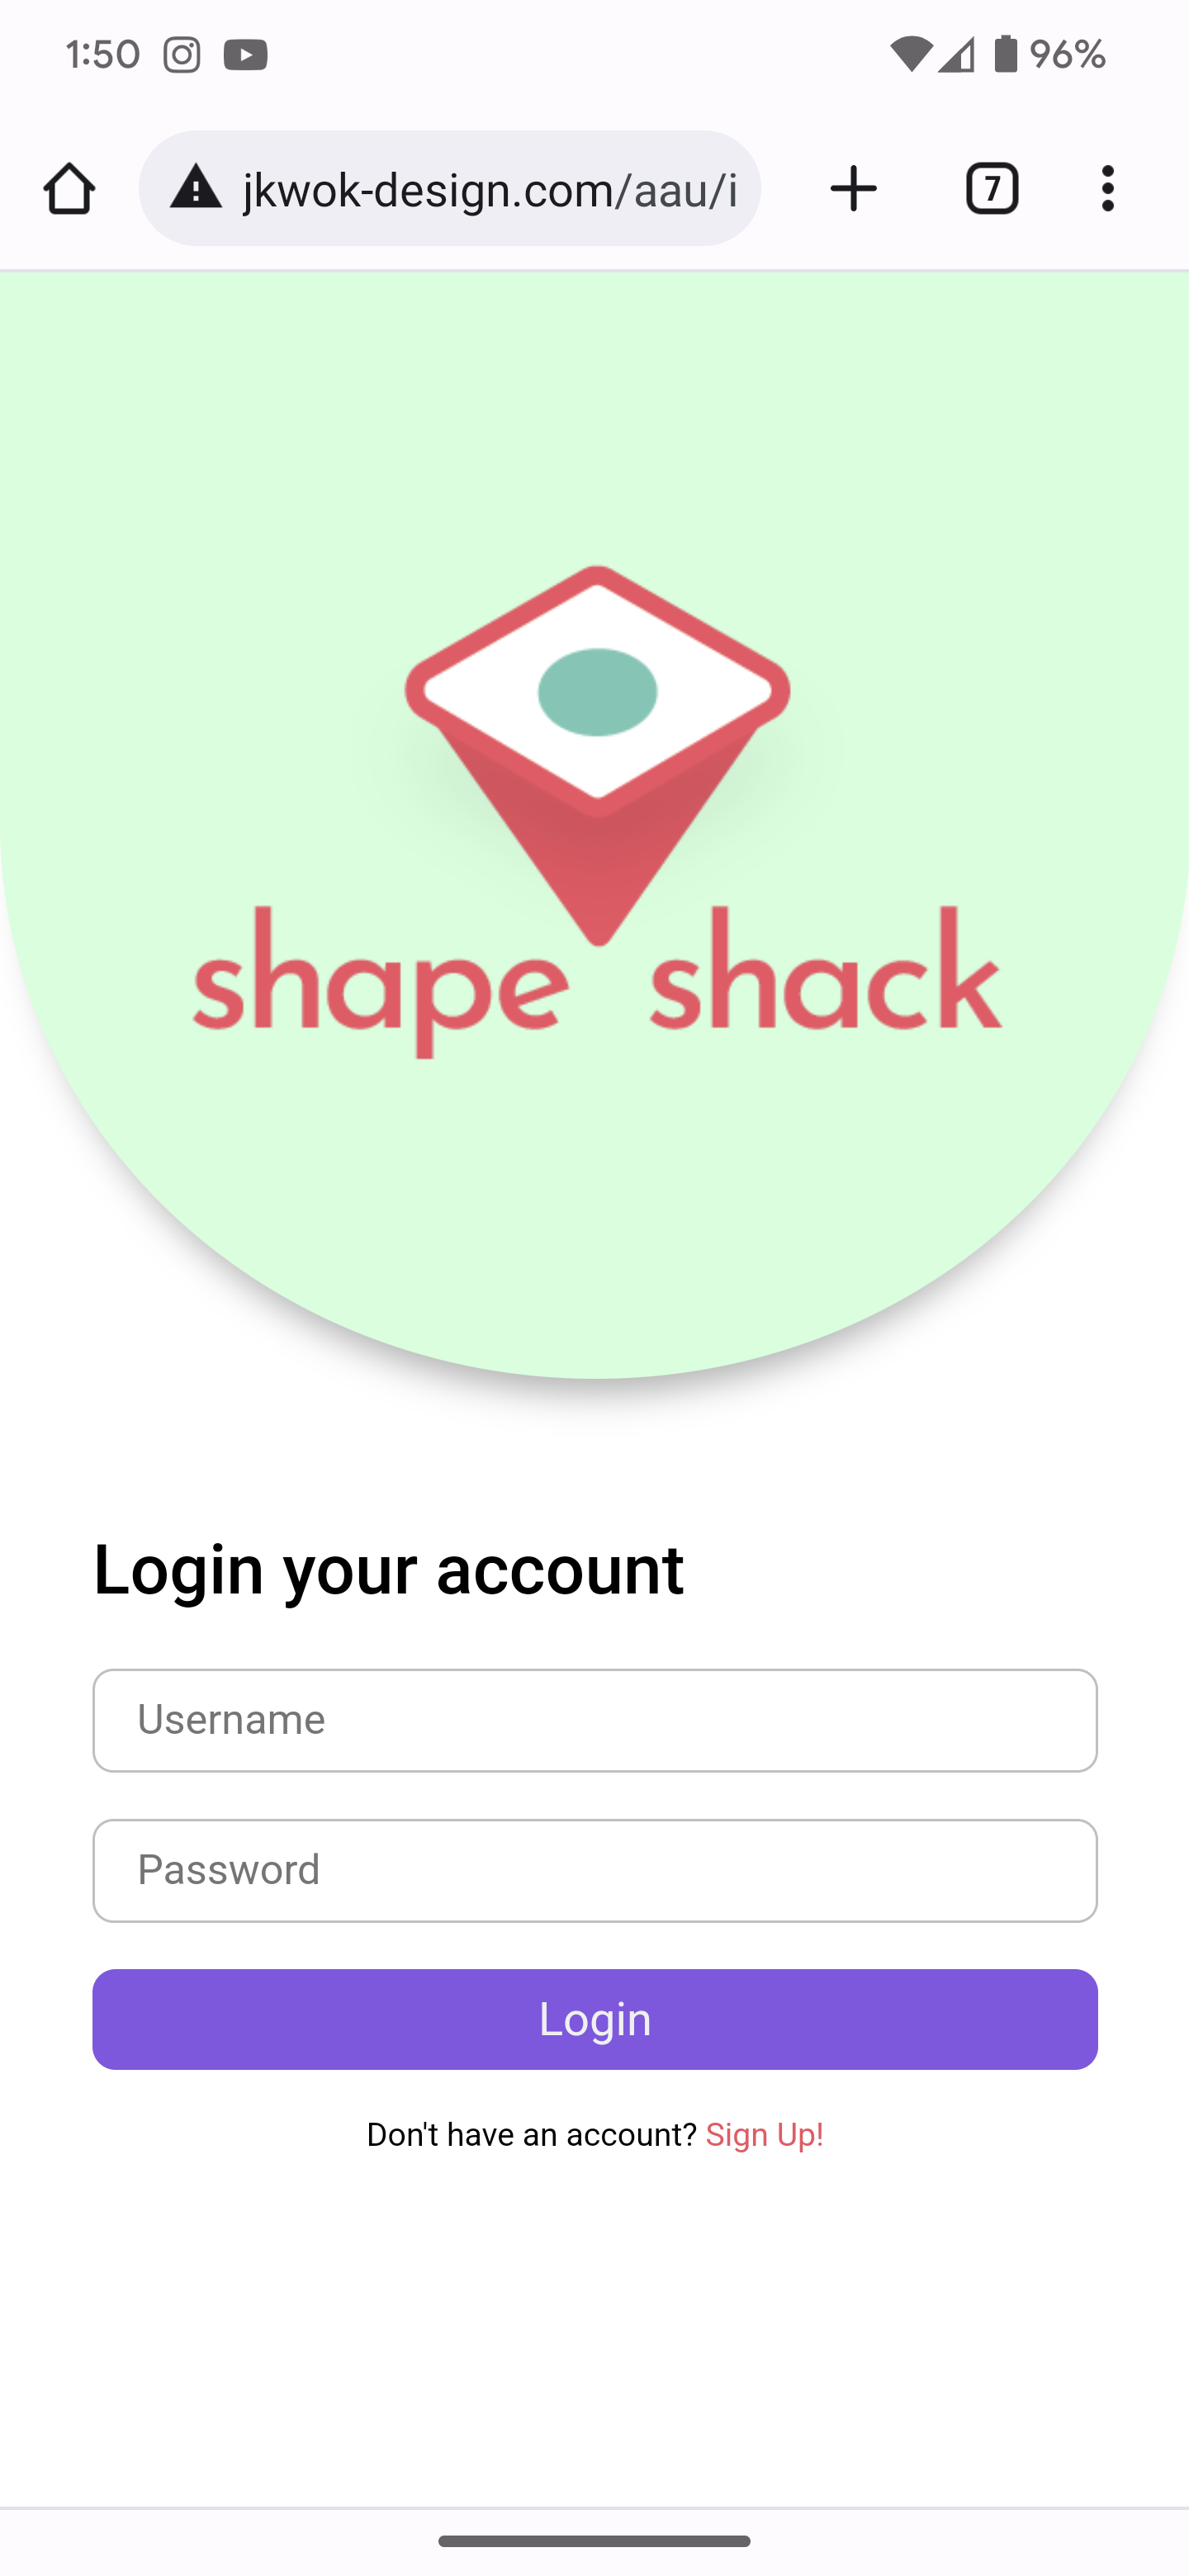 1:50 96%
jkwok-design.com/aau/i 7
shape shack
Login your account
Username
Password
Login
Don't have an account? Sign Up!